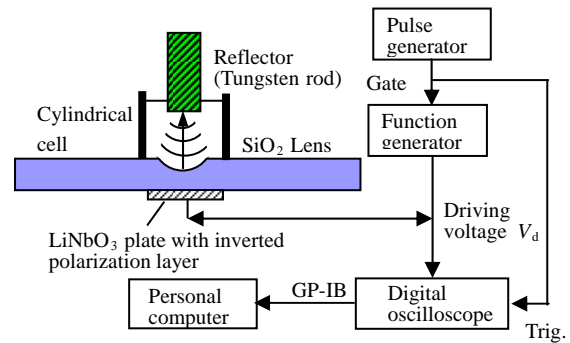 Reflector
(Tungsten rod)
Pulse
generator
Gate
Cylindrical
cell
SiO2 Lens
Function
generator
Driving
voltage Vd
LiNbO3 plate with inverted
polarization layer
GP-IB
Personal
computer
Digital
oscilloscope
Trig.